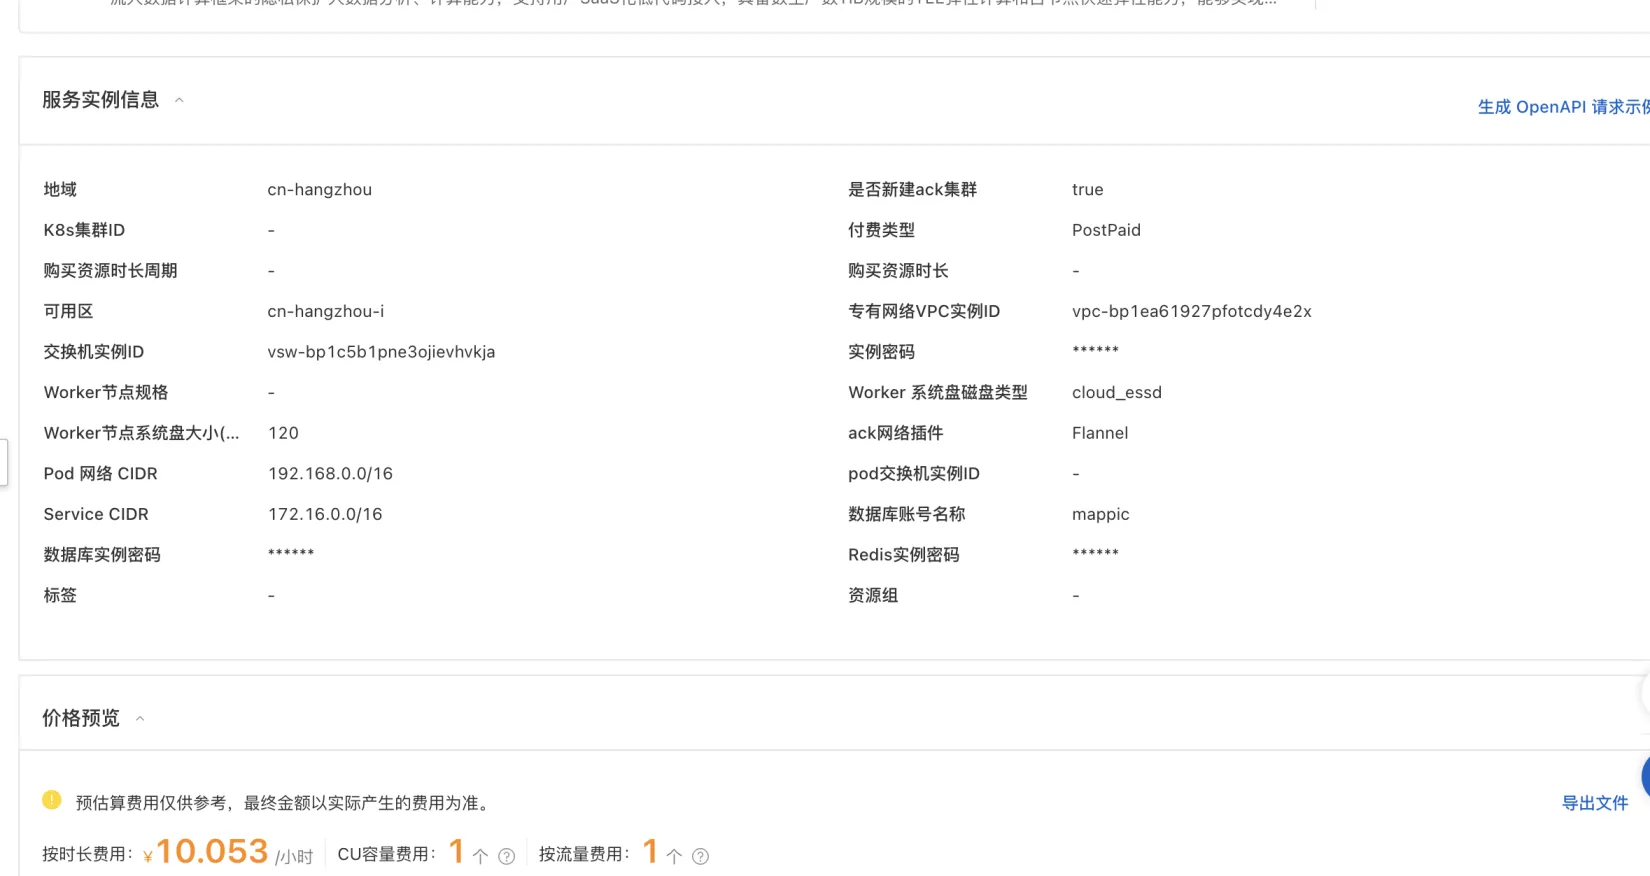 服务实例信息
生成 OpenAPI 请求示例
地域 cn-hangzhou 是否新建ack集群 true
K8s集群ID - 付费类型 PostPaid
购买资源时长周期 - 购买资源时长 -
可用区 cn-hangzhou-i 专有网络VPC实例ID vpc-bp1ea61927pfotcdy4e2x
交换机实例ID vsw-bp1c5b1pne3ojievhvkja 实例密码 ******
Worker节点规格 - Worker 系统盘磁盘类型 cloud_essd
Worker节点系统盘大小(... 120 ack网络插件 Flannel
Pod 网络 CIDR 192.168.0.0/16 pod交换机实例ID -
Service CIDR 172.16.0.0/16 数据库账号名称 mappic
数据库实例密码 ****** Redis实例密码 ******
标签 - 资源组 -
价格预览
预估算费用仅供参考，最终金额以实际产生的费用为准。
导出文件
按时长费用：¥10.053 /小时 CU容量费用：1 个 ? 按流量费用：1 个 ?